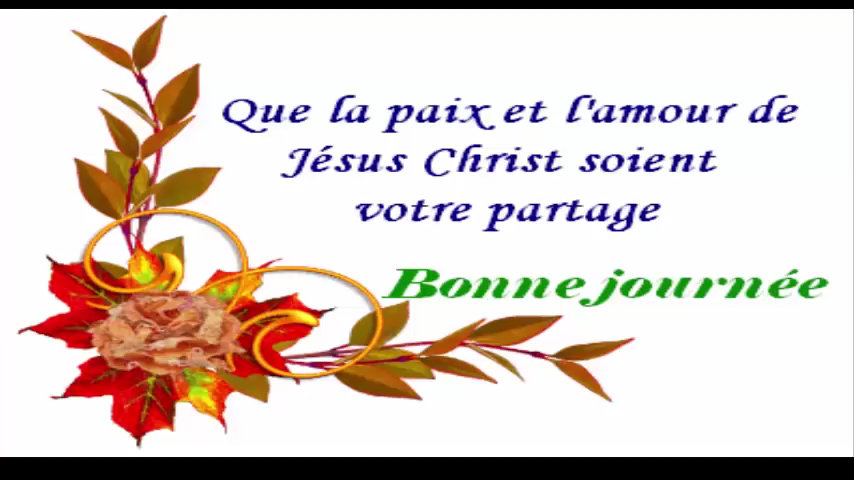 Que la paix et l'amour de
Jésus Christ soient
votre partage
Bonne journée